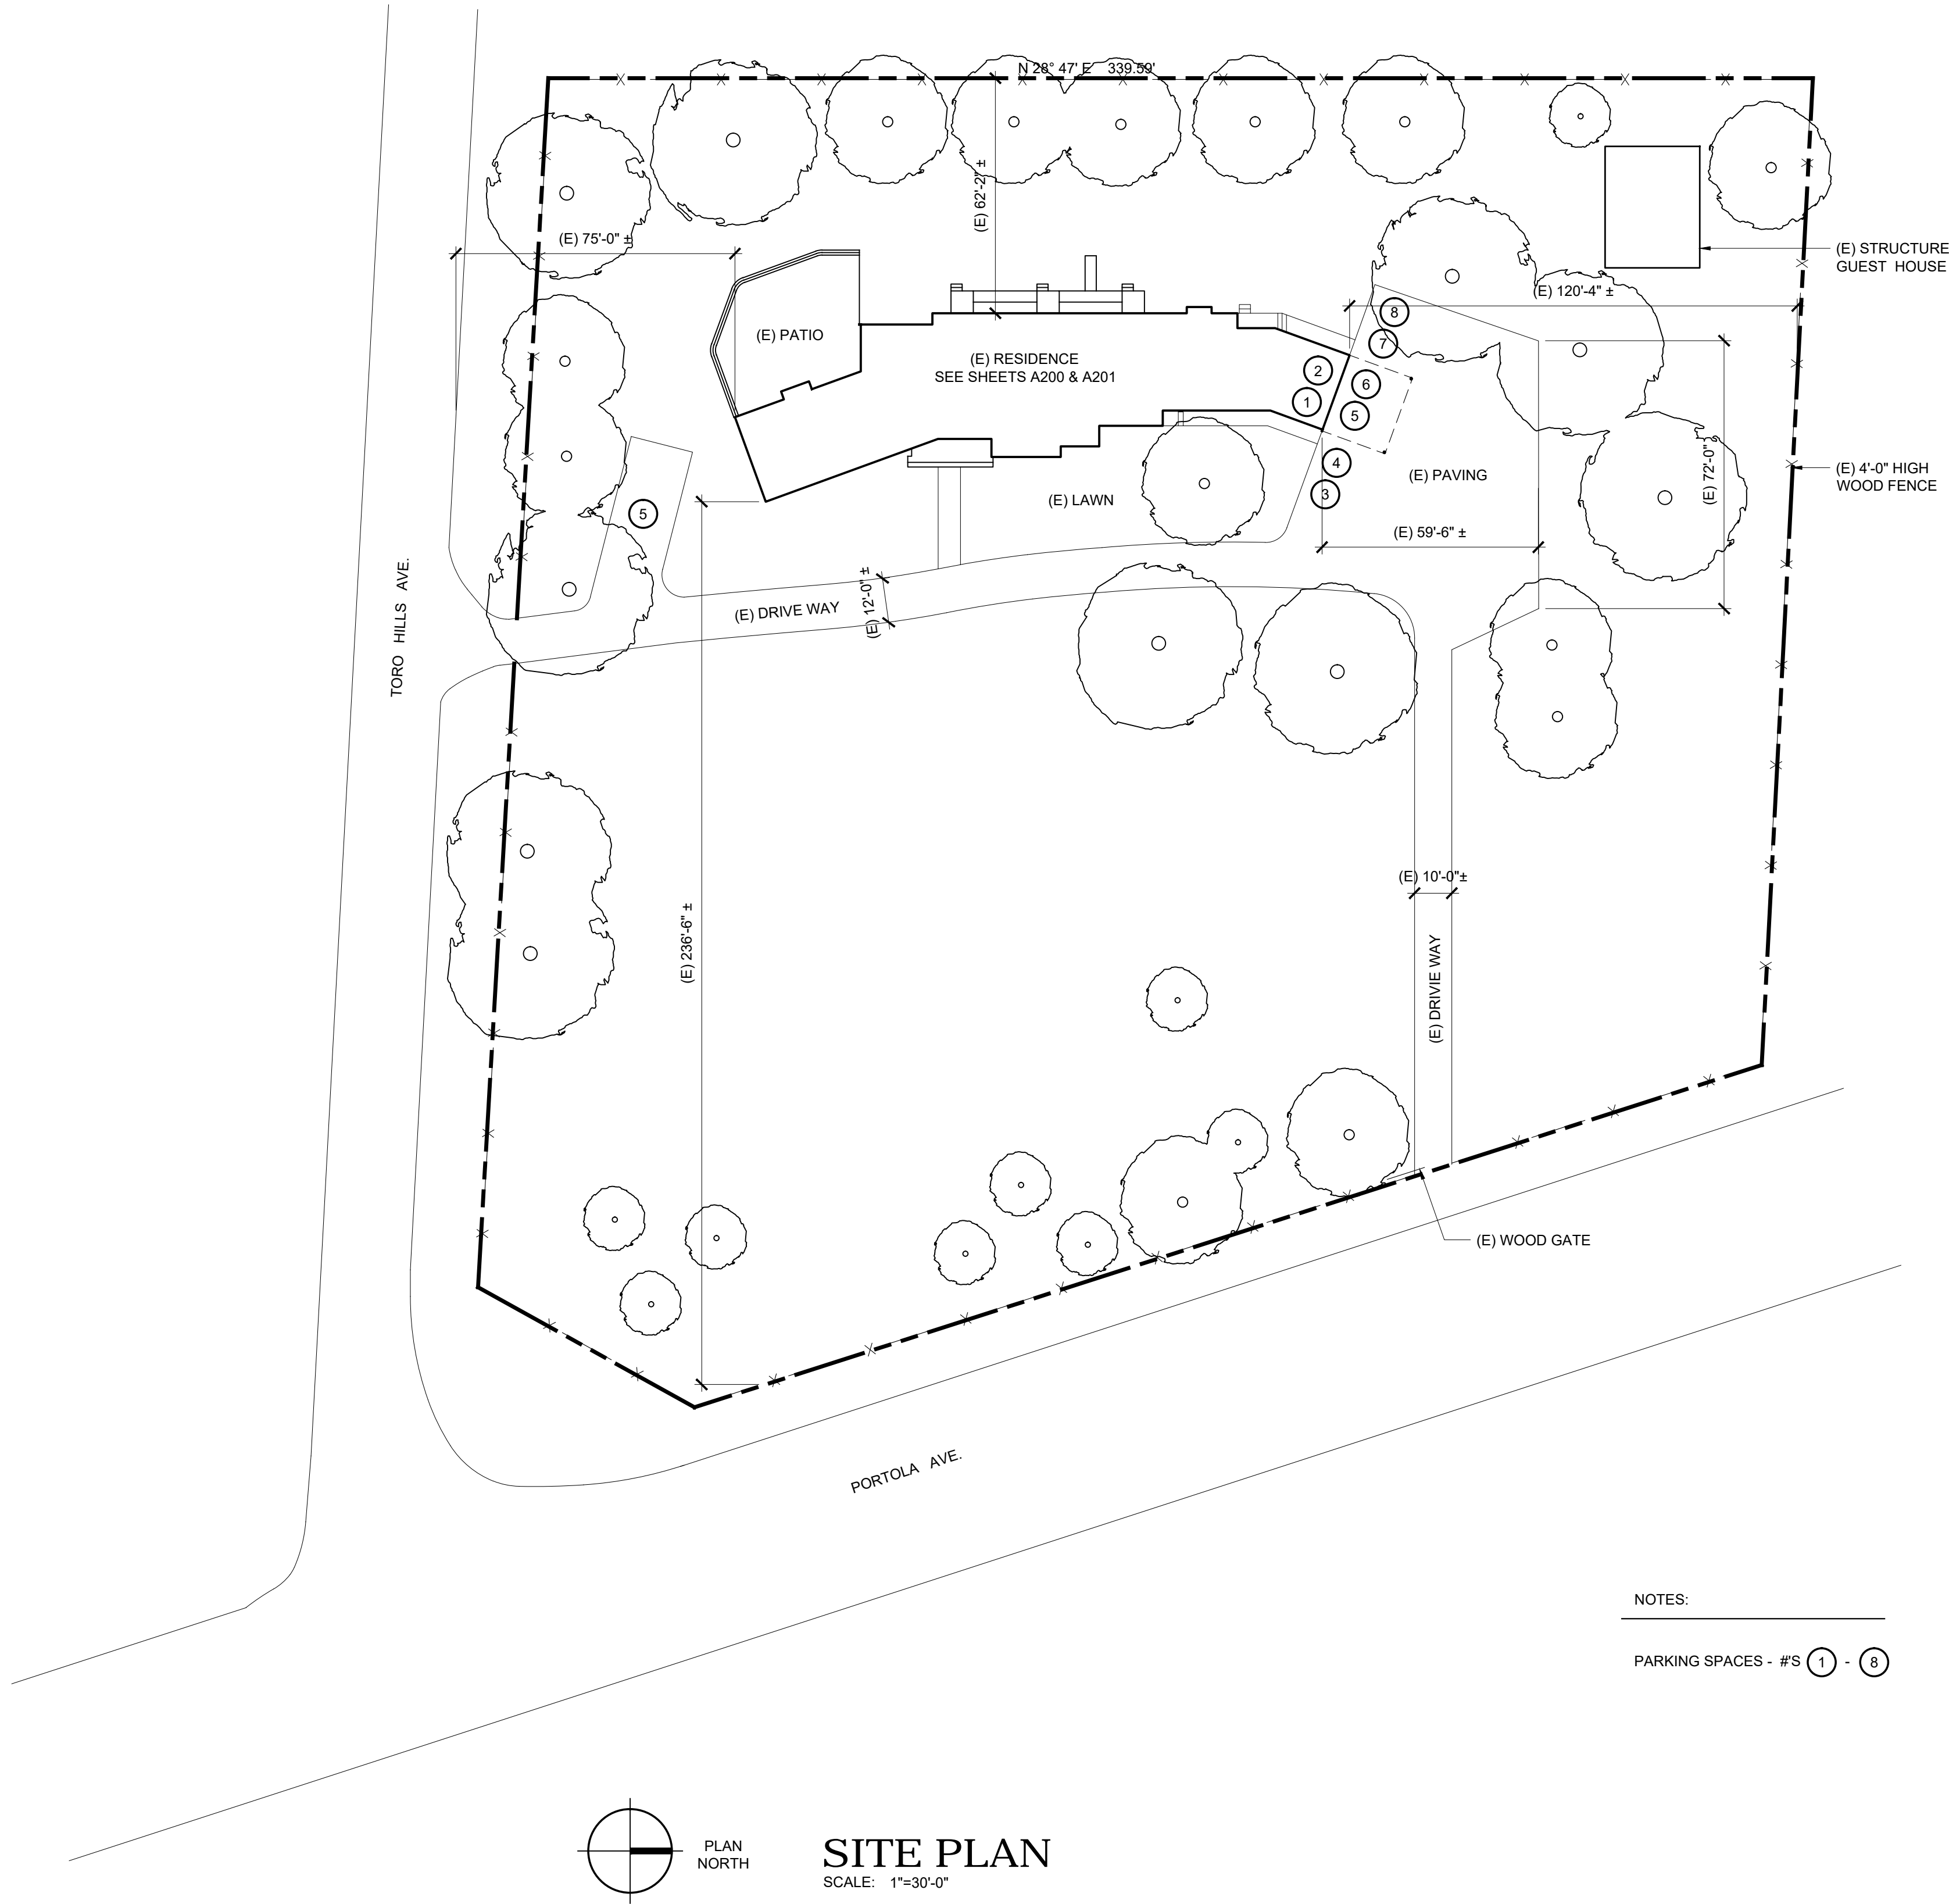 N 28° 47' E 339.59'
(E) 62'-2" ±
(E) 75'-0" ±
(E) STRUCTURE
GUEST HOUSE
(E) 120'-4" ±
(E) PATIO
(E) RESIDENCE
SEE SHEETS A200 & A201
8
7
2
6
1
5
4
3
(E) PAVING
(E) 72'-0"
(E) 4'-0" HIGH
WOOD FENCE
(E) LAWN
5
(E) 59'-6" ±
TORO HILLS AVE.
(E) DRIVE WAY
(E) 12'-0" ±
(E) 236'-6" ±
(E) 10'-0"±
(E) DRIVIE WAY
(E) WOOD GATE
PORTOLA AVE.
NOTES:
PARKING SPACES - #'S 1 - 8
PLAN
NORTH
SITE PLAN
SCALE: 1"=30'-0"